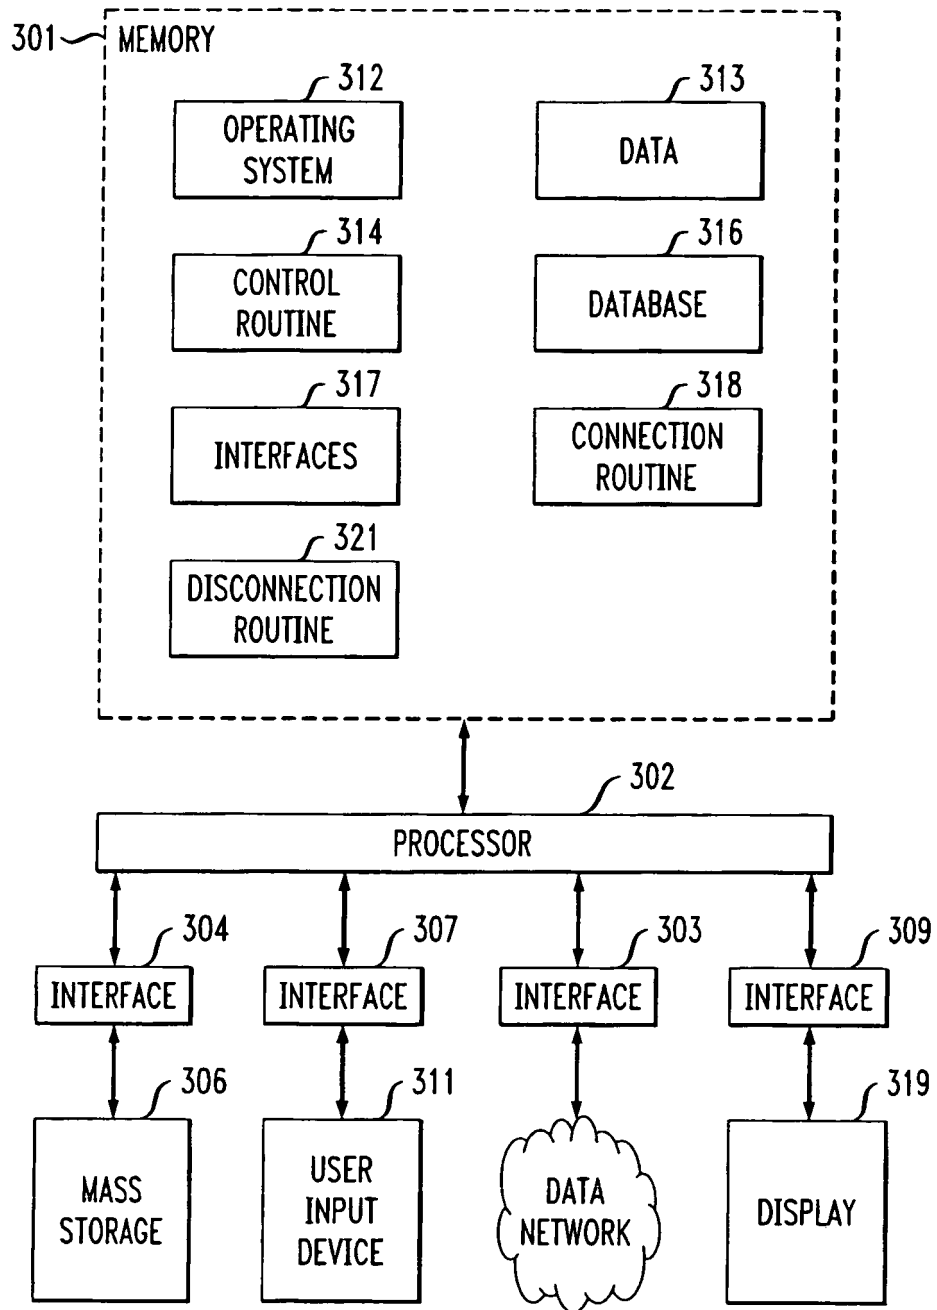 301 MEMORY
312 313
OPERATING
SYSTEM
DATA
314 316
CONTROL
ROUTINE
DATABASE
317 318
INTERFACES
CONNECTION
ROUTINE
321
DISCONNECTION
ROUTINE
302
PROCESSOR
304 307 303 309
INTERFACE INTERFACE INTERFACE INTERFACE
306 311 319
MASS
STORAGE
USER
INPUT
DEVICE
DATA
NETWORK
DISPLAY